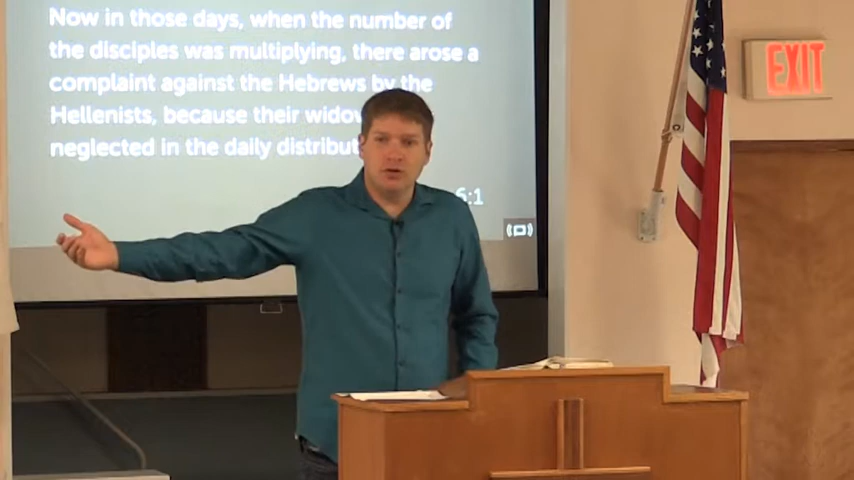 Now in those days, when the number of
the disciples was multiplying, there arose a
complaint against the Hebrews by the
Hellenists, because their
neglected in the daily
6:1
EXIT